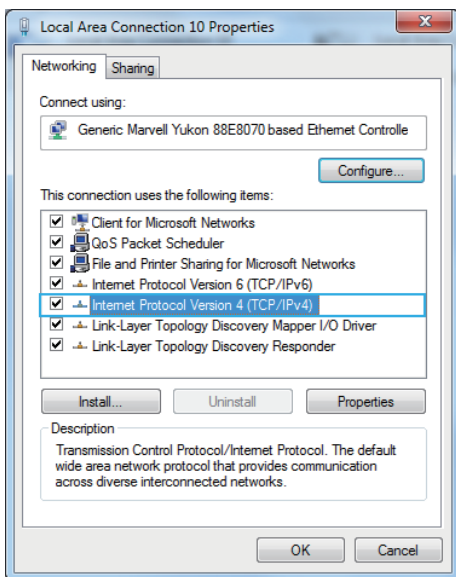 Local Area Connection 10 Properties
Networking
Sharing
Connect using:
Generic Marvell Yukon 88E8070 based Ethernet Controlle
Configure...
This connection uses the following items:
Client for Microsoft Networks
QoS Packet Scheduler
File and Printer Sharing for Microsoft Networks
Internet Protocol Version 6 (TCP/IPv6)
Internet Protocol Version 4 (TCP/IPv4)
Link-Layer Topology Discovery Mapper I/O Driver
Link-Layer Topology Discovery Responder
Install...
Uninstall
Properties
Description
Transmission Control Protocol/Internet Protocol. The default
wide area network protocol that provides communication
across diverse interconnected networks.
OK
Cancel